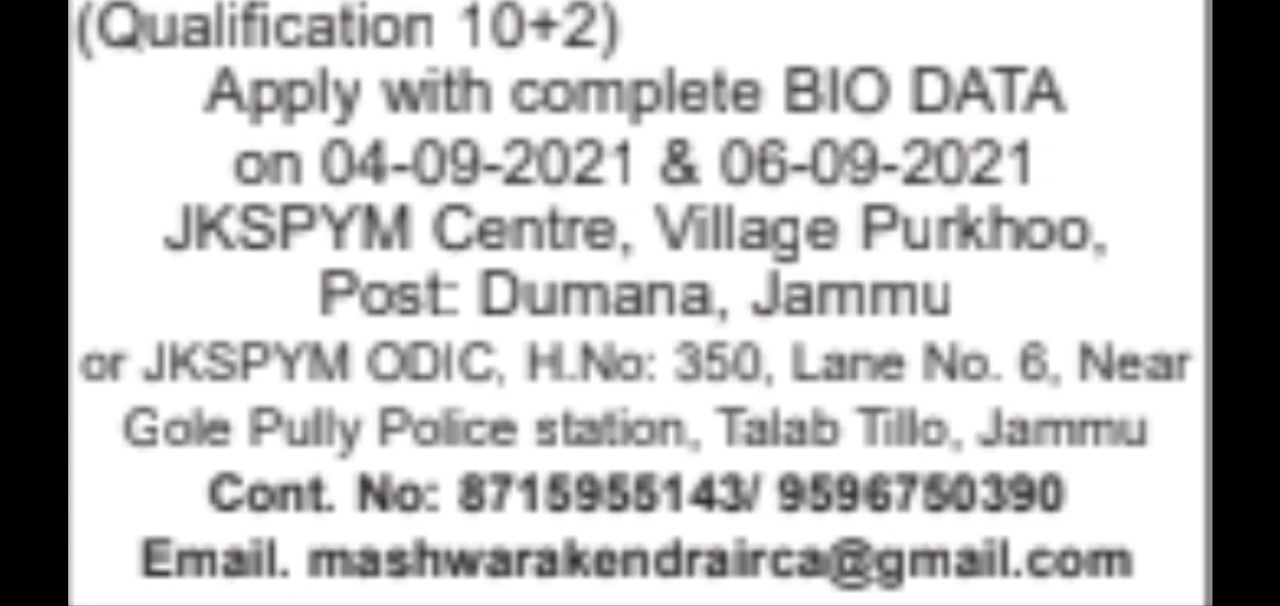 (Qualification 10+2)
Apply with complete BIO DATA
on 04-09-2021 & 06-09-2021
JKSPYM Centre, Village Purkhoo,
Post: Dumana, Jammu
or JKSPYM ODIC, H.No: 350, Lane No. 6, Near
Gole Pully Police station, Talab Tillo, Jammu
Cont. No: 8715955143/ 9596750390
Email. mashwarakendrairca@gmail.com